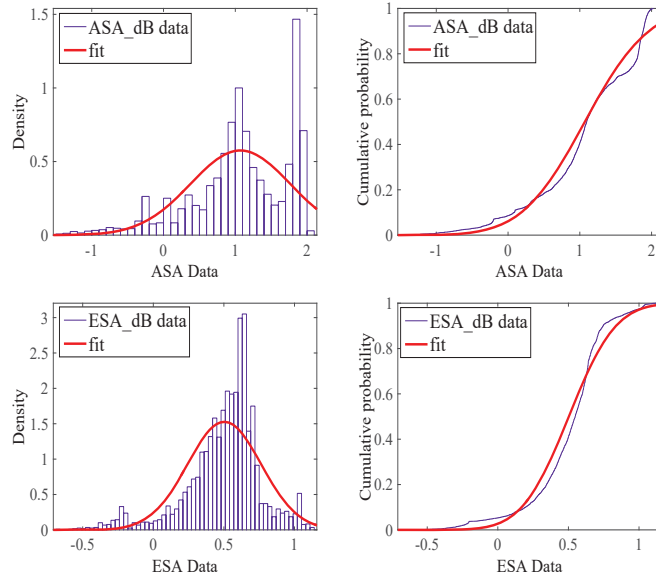 ASA_dB data
fit
Density
1.5
1
0.5
0
-1
0
1
2
ASA Data
ASA_dB data
fit
Cumulative probability
1
0.8
0.6
0.4
0.2
0
-1
0
1
2
ASA Data
ESA_dB data
fit
Density
3
2.5
2
1.5
1
0.5
0
-0.5
0
0.5
1
ESA Data
ESA_dB data
fit
Cumulative probability
1
0.8
0.6
0.4
0.2
0
-0.5
0
0.5
1
ESA Data